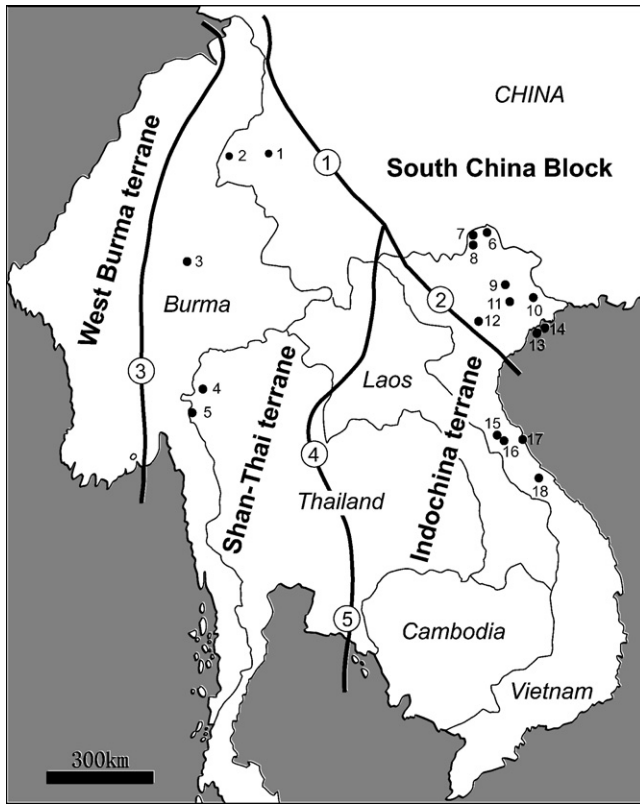 CHINA
South China Block
West Burma terrane
1
2
1
7
6
8
3
9
2
11
10
Burma
12
14
13
Laos
3
4
5
Shan-Thai terrane
Indochina terrane
15
17
16
4
Thailand
18
5
Cambodia
Vietnam
300km